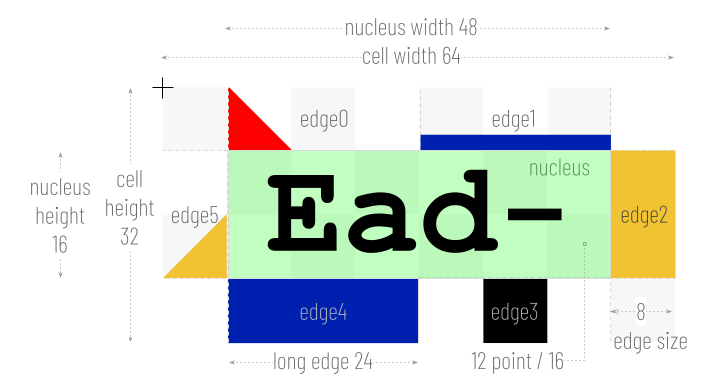 nucleus width 48
cell width 64
edge0
edge1
nucleus
nucleus
height
16
cell
height
32
edge5
Ead-
edge2
edge4
edge3
8
edge size
long edge 24
12 point / 16